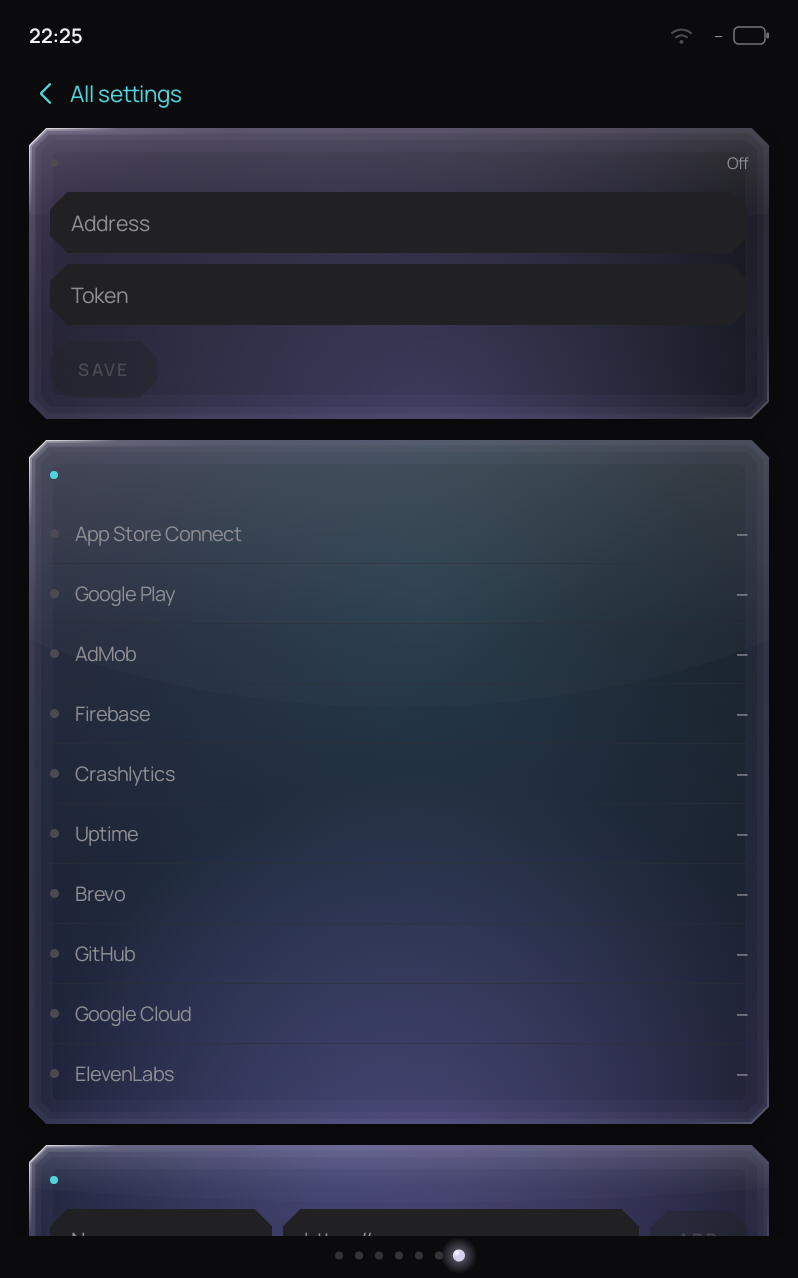 22:25
–
All settings
Off
Address
Token
SAVE
App Store Connect –
Google Play –
AdMob –
Firebase –
Crashlytics –
Uptime –
Brevo –
GitHub –
Google Cloud –
ElevenLabs –